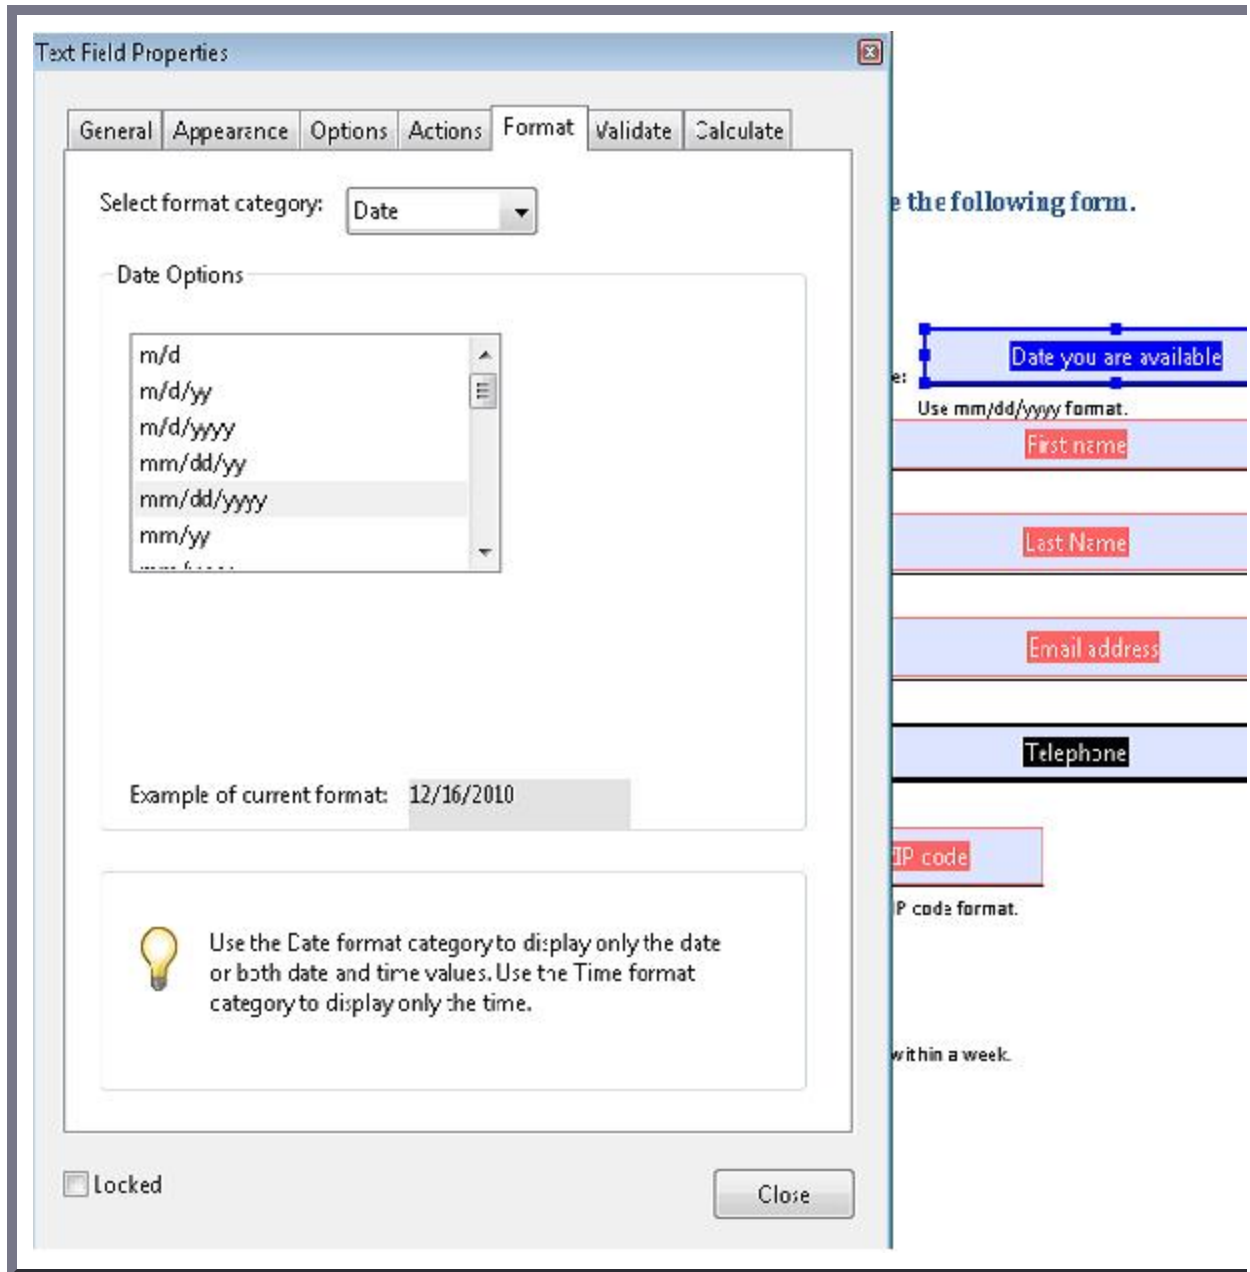 Text Field Properties
General Appearance Options Actions Format Validate Calculate
Select format category: Date
Date Options
m/d
m/d/yy
m/d/yyyy
mm/dd/yy
mm/dd/yyyy
mm/yy
Example of current format: 12/16/2010
Use the Date format category to display only the date
or both date and time values. Use the Time format
category to display only the time.
Locked
Close
e the following form.
e:
Date you are available
Use mm/dd/yyyy format.
First name
Last Name
Email address
Telephone
ZIP code
IP code format.
within a week.